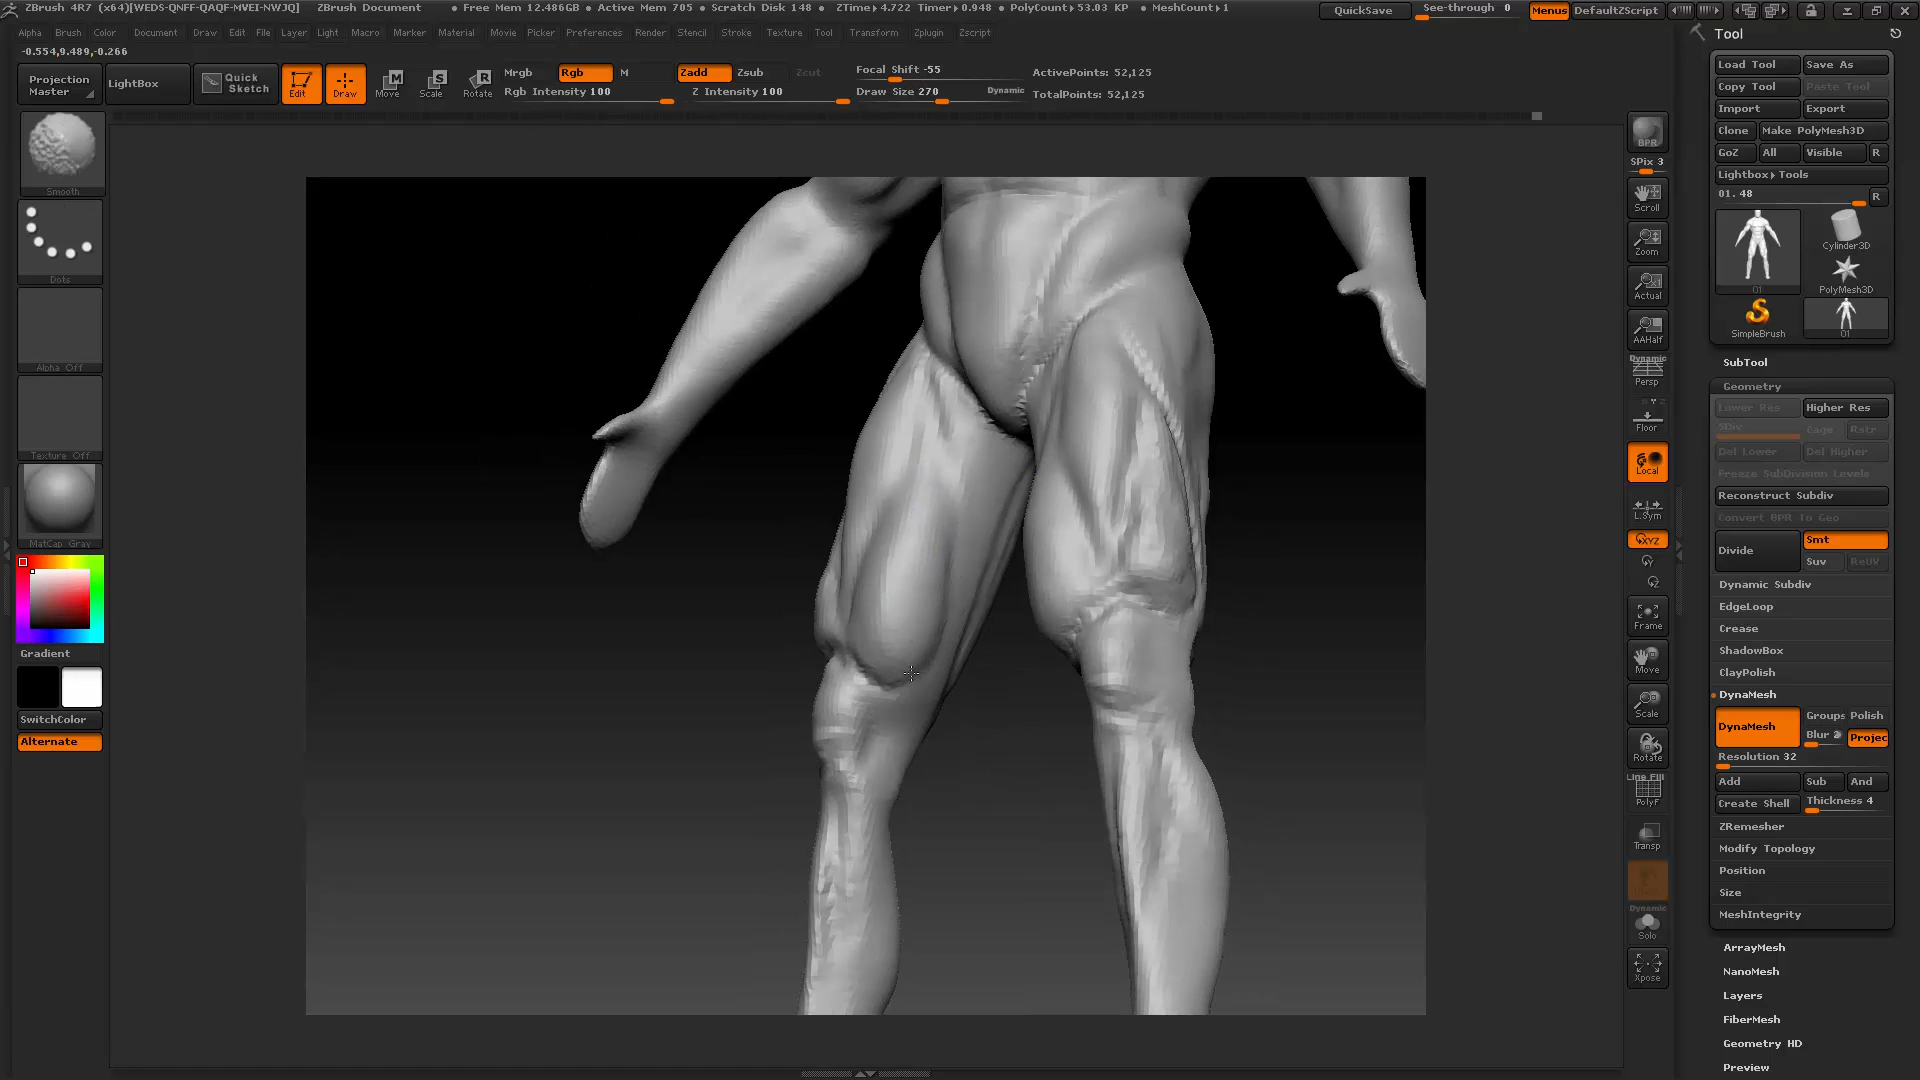 ZBrush 4R7 (x64)[WEDS-QNFF-QAQF-MVEI-NWJQ] ZBrush Document • Free Mem 12.486GB • Active Mem 705 • Scratch Disk 148 • ZTime▸4.722 Timer▸0.948 • PolyCount▸53.03 KP • MeshCount▸1 QuickSave See-through 0 Menus DefaultZScript
Alpha Brush Color Document Draw Edit File Layer Light Macro Marker Material Movie Picker Preferences Render Stencil Stroke Texture Tool Transform Zplugin Zscript
-0.554,9.489,-0.266
Projection Master
LightBox
Quick Sketch
Edit
Draw
Move
Scale
Rotate
Mrgb Rgb M
Rgb Intensity 100
Zadd Zsub Zcut
Z Intensity 100
Focal Shift -55
Draw Size 270 Dynamic
ActivePoints: 52,125
TotalPoints: 52,125
Smooth
Dots
Alpha Off
Texture Off
MatCap Gray
Gradient
SwitchColor
Alternate
BPR
SPix 3
Scroll
Zoom
Actual
AAHalf
Dynamic
Persp
Floor
Local
L.Sym
XYZ
Y
Z
Frame
Move
Scale
Rotate
Line Fill
PolyF
Transp
Dynamic
Solo
Xpose
Tool
Load Tool Save As
Copy Tool Paste Tool
Import Export
Clone Make PolyMesh3D
GoZ All Visible R
Lightbox▸Tools
01. 48 R
01
Cylinder3D
PolyMesh3D
SimpleBrush
01
SubTool
Geometry
Lower Res Higher Res
SDiv Cage Rstr
Del Lower Del Higher
Freeze SubDivision Levels
Reconstruct Subdiv
Convert BPR To Geo
Divide Smt
Suv ReUV
Dynamic Subdiv
EdgeLoop
Crease
ShadowBox
ClayPolish
DynaMesh
DynaMesh Groups Polish
Blur 2 Projec
Resolution 32
Add Sub And
Create Shell Thickness 4
ZRemesher
Modify Topology
Position
Size
MeshIntegrity
ArrayMesh
NanoMesh
Layers
FiberMesh
Geometry HD
Preview